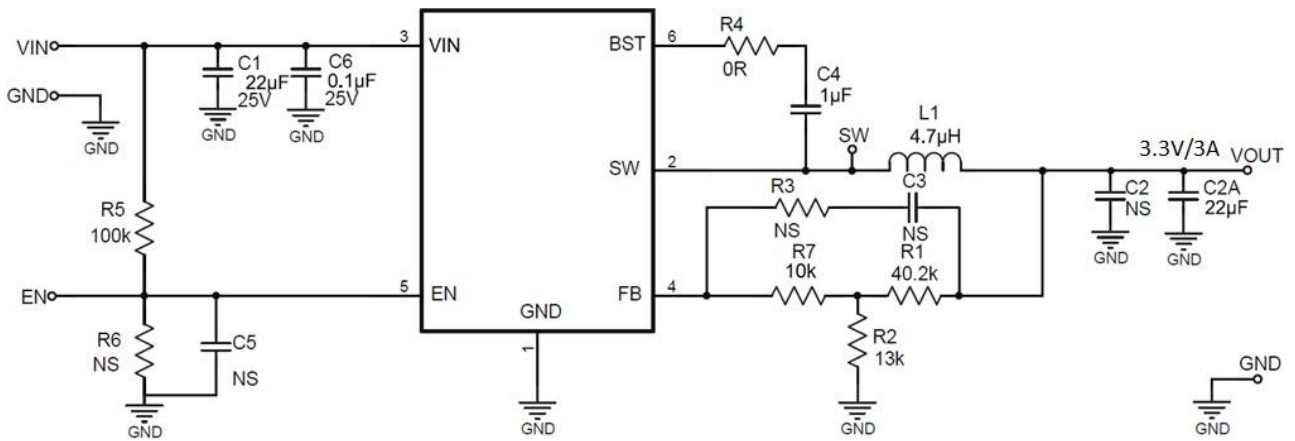 VIN
GND
GND
C1
22µF
25V
GND
C6
0.1µF
25V
GND
3
VIN
BST
6
R4
0R
C4
1µF
SW
L1
4.7µH
3.3V/3A
VOUT
SW
2
C2
NS
GND
C2A
22µF
GND
R5
100k
R3
NS
C3
NS
R7
10k
R1
40.2k
EN
5
EN
FB
4
GND
1
GND
R6
NS
C5
NS
GND
R2
13k
GND
GND
GND